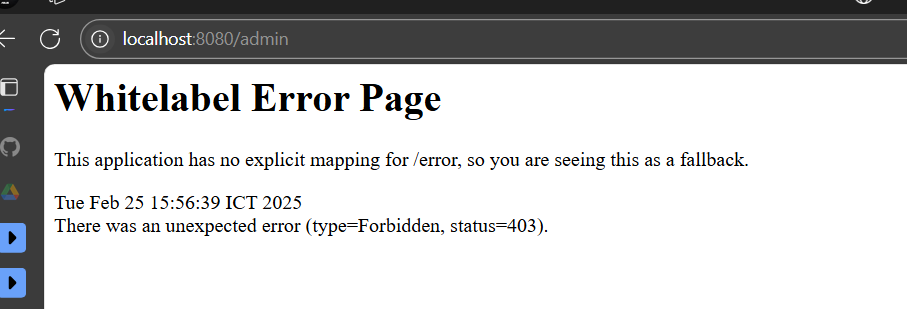 localhost:8080/admin
Whitelabel Error Page
This application has no explicit mapping for /error, so you are seeing this as a fallback.
Tue Feb 25 15:56:39 ICT 2025
There was an unexpected error (type=Forbidden, status=403).